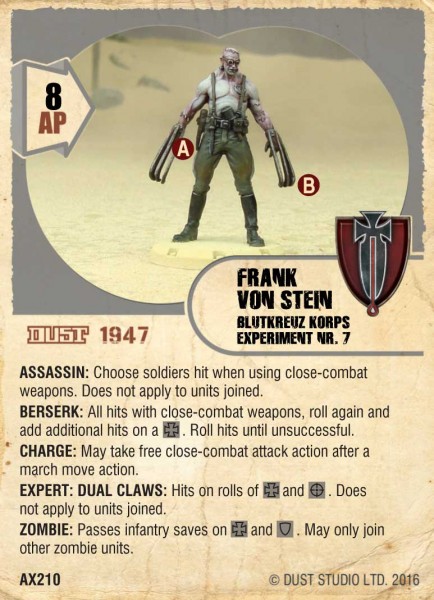 8
AP
A
B
FRANK
VON STEIN
BLUTKREUZ KORPS
EXPERIMENT NR. 7
DUST 1947
ASSASSIN: Choose soldiers hit when using close-combat
weapons. Does not apply to units joined.
BERSERK: All hits with close-combat weapons, roll again and
add additional hits on a . Roll hits until unsuccessful.
CHARGE: May take free close-combat attack action after a
march move action.
EXPERT: DUAL CLAWS: Hits on rolls of and . Does
not apply to units joined.
ZOMBIE: Passes infantry saves on and . May only join
other zombie units.
AX210
© DUST STUDIO LTD. 2016